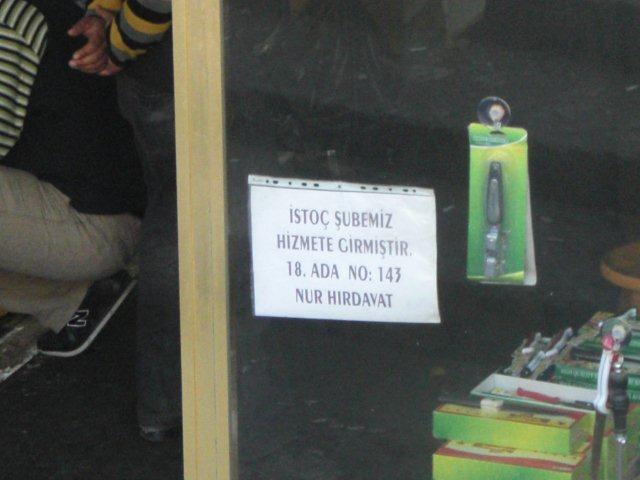 İSTOÇ ŞUBEMİZ
HİZMETE GİRMİŞTİR.
18. ADA NO: 143
NUR HIRDAVAT
N